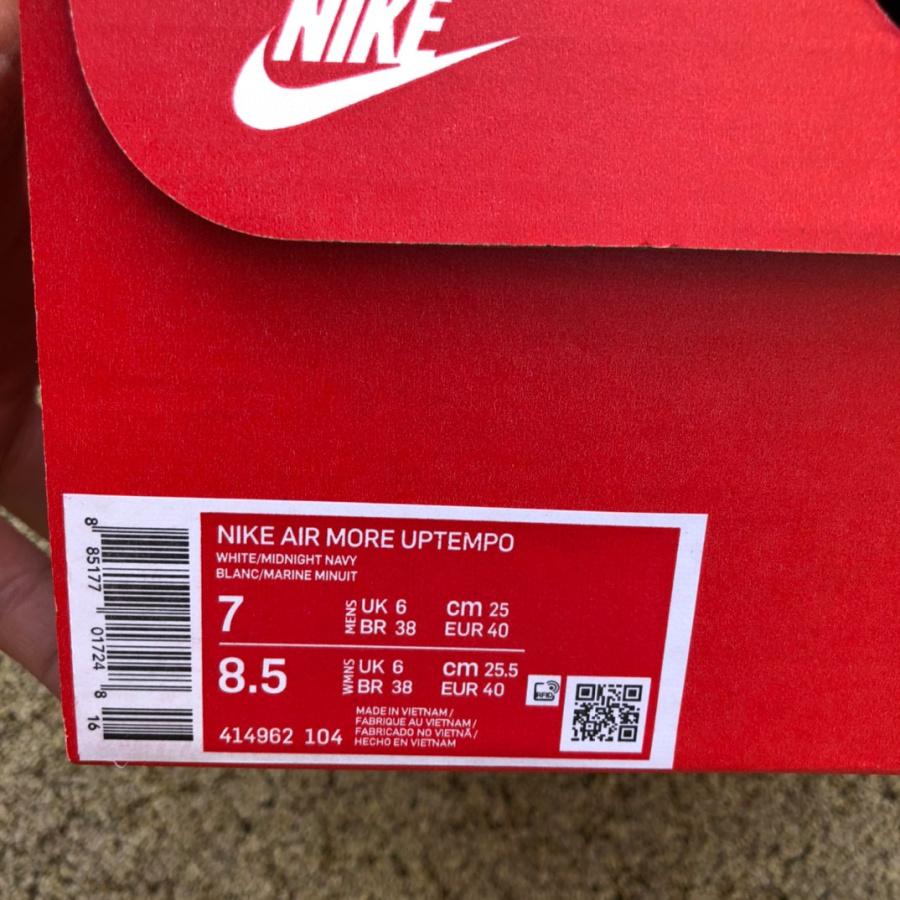 NIKE
NIKE AIR MORE UPTEMPO
WHITE/MIDNIGHT NAVY
BLANC/MARINE MINUIT
7 MENS UK 6 cm 25
BR 38 EUR 40
8.5 WMNS UK 6 cm 25.5
BR 38 EUR 40
414962 104
MADE IN VIETNAM /
FABRIQUE AU VIETNAM /
FABRICADO NO VIETNÃ /
HECHO EN VIETNAM
RFID
8 85177 01724 8 16